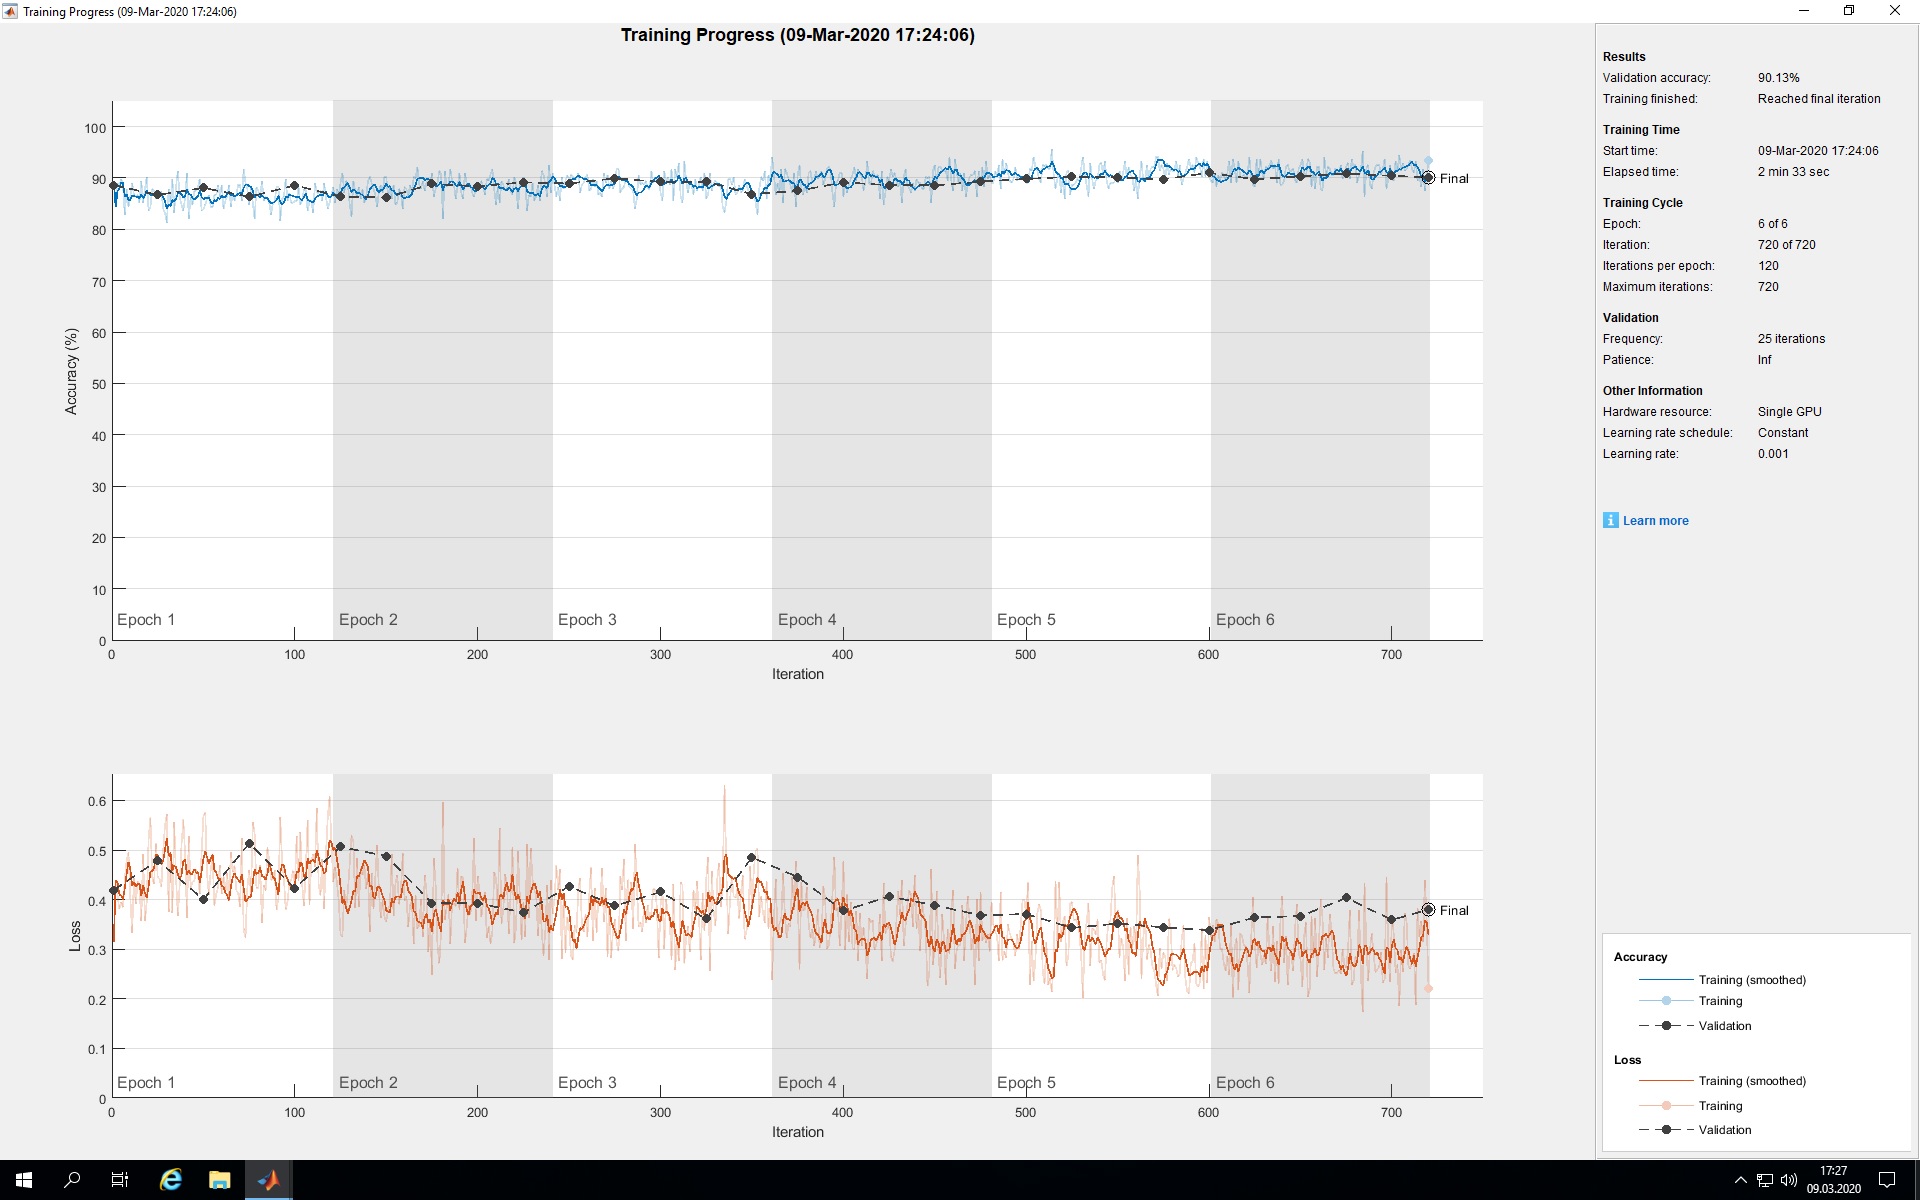 Training Progress (09-Mar-2020 17:24:06)
Training Progress (09-Mar-2020 17:24:06)
100
90
80
70
60
50
40
30
20
10
0
Accuracy (%)
Final
Epoch 1
Epoch 2
Epoch 3
Epoch 4
Epoch 5
Epoch 6
0 100 200 300 400 500 600 700
Iteration
0.6
0.5
0.4
0.3
0.2
0.1
0
Loss
Final
Epoch 1
Epoch 2
Epoch 3
Epoch 4
Epoch 5
Epoch 6
0 100 200 300 400 500 600 700
Iteration
Results
Validation accuracy: 90.13%
Training finished: Reached final iteration
Training Time
Start time: 09-Mar-2020 17:24:06
Elapsed time: 2 min 33 sec
Training Cycle
Epoch: 6 of 6
Iteration: 720 of 720
Iterations per epoch: 120
Maximum iterations: 720
Validation
Frequency: 25 iterations
Patience: Inf
Other Information
Hardware resource: Single GPU
Learning rate schedule: Constant
Learning rate: 0.001
i Learn more
Accuracy
Training (smoothed)
Training
Validation
Loss
Training (smoothed)
Training
Validation
17:27
09.03.2020